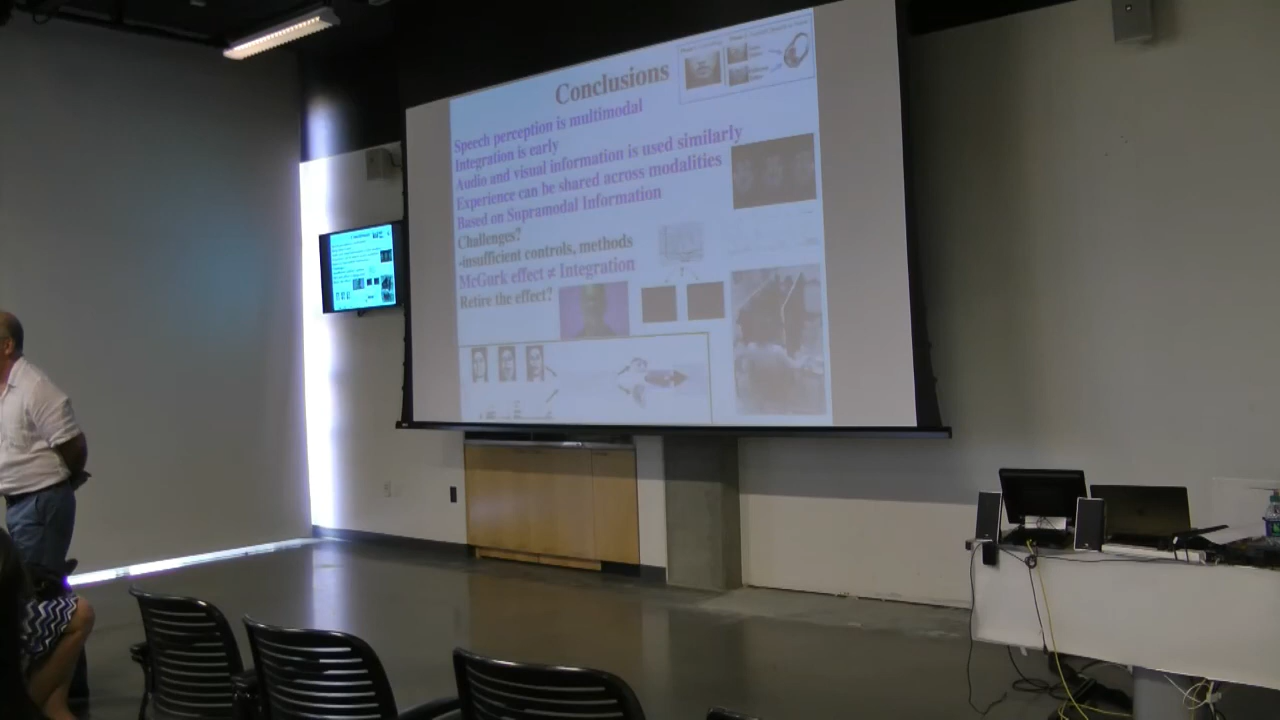 Conclusions
Speech perception is multimodal
Integration is early
Audio and visual information is used similarly
Experience can be shared across modalities
Based on Supramodal Information
Challenges?
-insufficient controls, methods
McGurk effect ≠ Integration
Retire the effect?